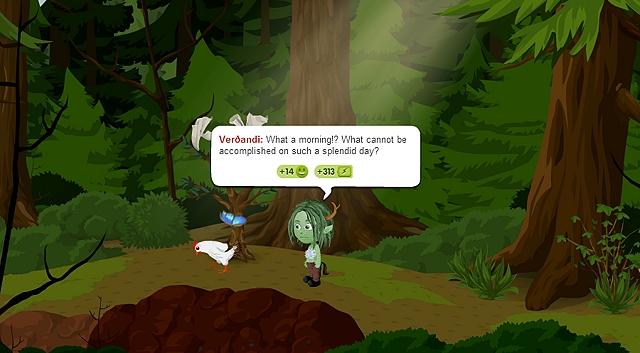 Verðandi: What a morning!? What cannot be
accomplished on such a splendid day?
+14 +313